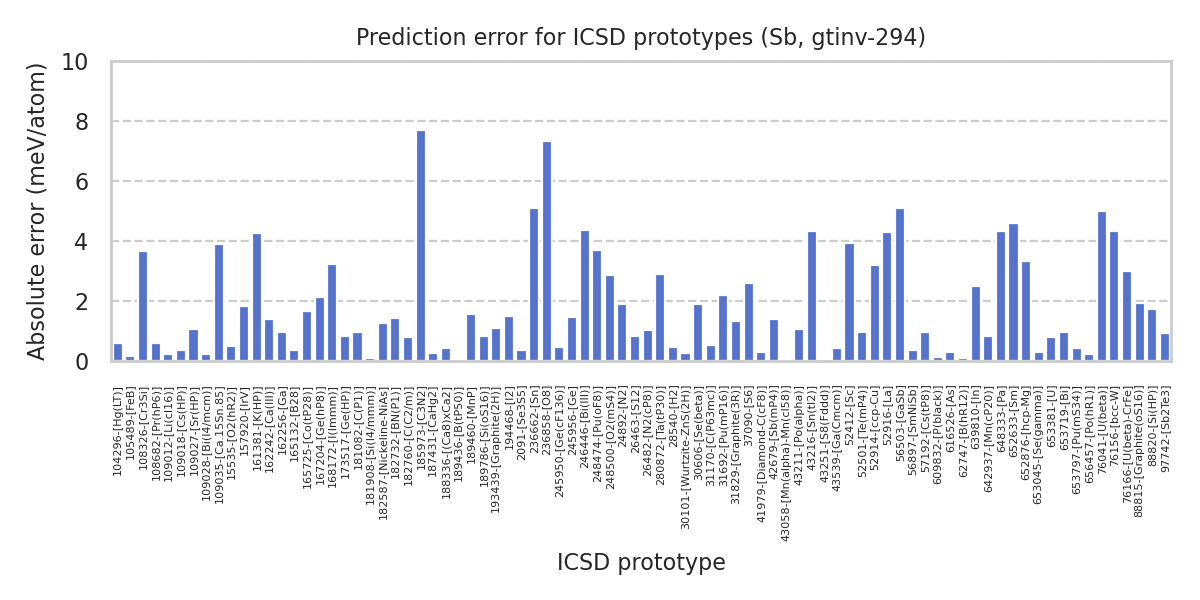 Prediction error for ICSD prototypes (Sb, gtinv-294)
Absolute error (meV/atom)
10
8
6
4
2
0
104296-[Hg(LT)]
105489-[FeB]
108326-[Cr3Si]
108682-[Pr(hP6)]
109012-[Li(cI16)]
109018-[Cs(HP)]
109027-[Sr(HP)]
109028-[Bi(I4/mcm)]
109035-[Ca.15Sn.85]
15535-[O2(hR2)]
157920-[IrV]
161381-[K(HP)]
162242-[Ca(III)]
162256-[Ga]
165132-[B28]
165725-[Co(tP28)]
167204-[Ge(hP8)]
168172-[I(Immm)]
173517-[Ge(HP)]
181082-[C(P1)]
181908-[Si(I4/mmm)]
182587-[Nickeline-NiAs]
182732-[BN(P1)]
182760-[C(C2/m)]
185973-[C3N2]
187431-[CaHg2]
188336-[(Ca8)xCa2]
189436-[B(tP50)]
189460-[MnP]
189786-[Si(oS16)]
193439-[Graphite(2H)]
194468-[I2]
2091-[Se3S5]
236662-[Sn]
236858-[O8]
245950-[Ge(cF136)]
245956-[Ge]
246446-[Bi(III)]
248474-[Pu(oF8)]
248500-[O2(mS4)]
24892-[N2]
26463-[S12]
26482-[N2(cP8)]
280872-[Ta(tP30)]
28540-[H2]
30101-[Wurtzite-ZnS(2H)]
30606-[Se(beta)]
31170-[C(P63mc)]
31692-[Pu(mP16)]
31829-[Graphite(3R)]
37090-[S6]
41979-[Diamond-C(cF8)]
42679-[Sb(mP4)]
43058-[Mn(alpha)-Mn(cI58)]
43211-[Po(alpha)]
43216-[Sn(tI2)]
43251-[S8(Fddd)]
43539-[Ga(Cmcm)]
52412-[Sc]
52501-[Te(mP4)]
52914-[ccp-Cu]
52916-[La]
56503-[GaSb]
56897-[SmNiSb]
57192-[Cs(tP8)]
609832-[P(black)]
616526-[As]
62747-[B(hR12)]
639810-[In]
642937-[Mn(cP20)]
648333-[Pa]
652633-[Sm]
652876-[hcp-Mg]
653045-[Se(gamma)]
653381-[U]
653719-[I]
653797-[Pu(mS34)]
656457-[Po(hR1)]
76041-[U(beta)]
76156-[bcc-W]
76166-[U(beta)-CrFe]
88815-[Graphite(oS16)]
88820-[Si(HP)]
97742-[Sb2Te3]
ICSD prototype